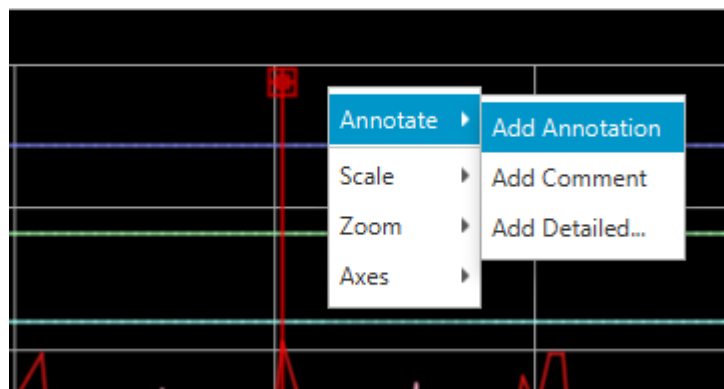 Annotate
Scale
Zoom
Axes
Add Annotation
Add Comment
Add Detailed...